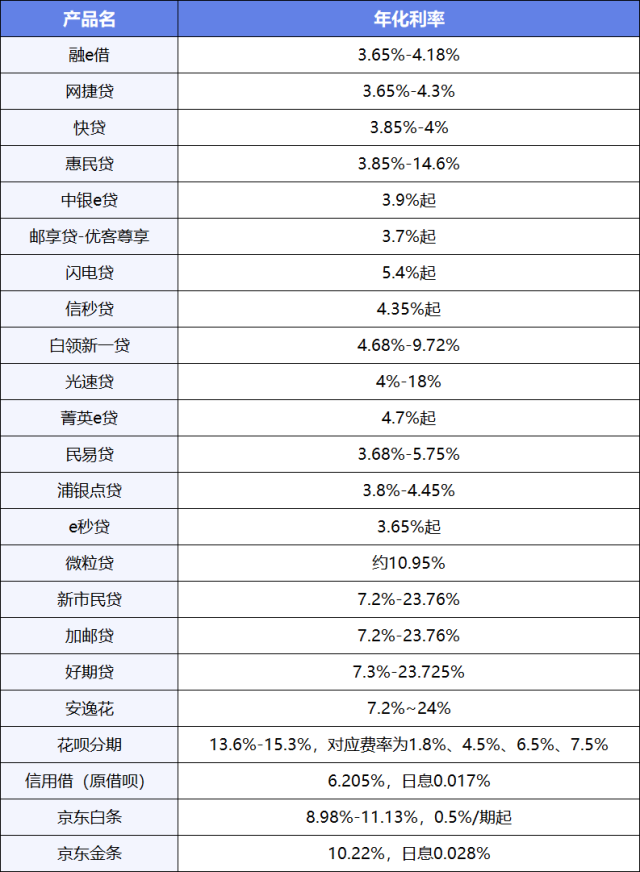 产品名 年化利率
融e借 3.65%-4.18%
网捷贷 3.65%-4.3%
快贷 3.85%-4%
惠民贷 3.85%-14.6%
中银e贷 3.9%起
邮享贷-优客尊享 3.7%起
闪电贷 5.4%起
信秒贷 4.35%起
白领新一贷 4.68%-9.72%
光速贷 4%-18%
菁英e贷 4.7%起
民易贷 3.68%-5.75%
浦银点贷 3.8%-4.45%
e秒贷 3.65%起
微粒贷 约10.95%
新市民贷 7.2%-23.76%
加邮贷 7.2%-23.76%
好期贷 7.3%-23.725%
安逸花 7.2%~24%
花呗分期 13.6%-15.3%，对应费率为1.8%、4.5%、6.5%、7.5%
信用借（原借呗） 6.205%，日息0.017%
京东白条 8.98%-11.13%，0.5%/期起
京东金条 10.22%，日息0.028%